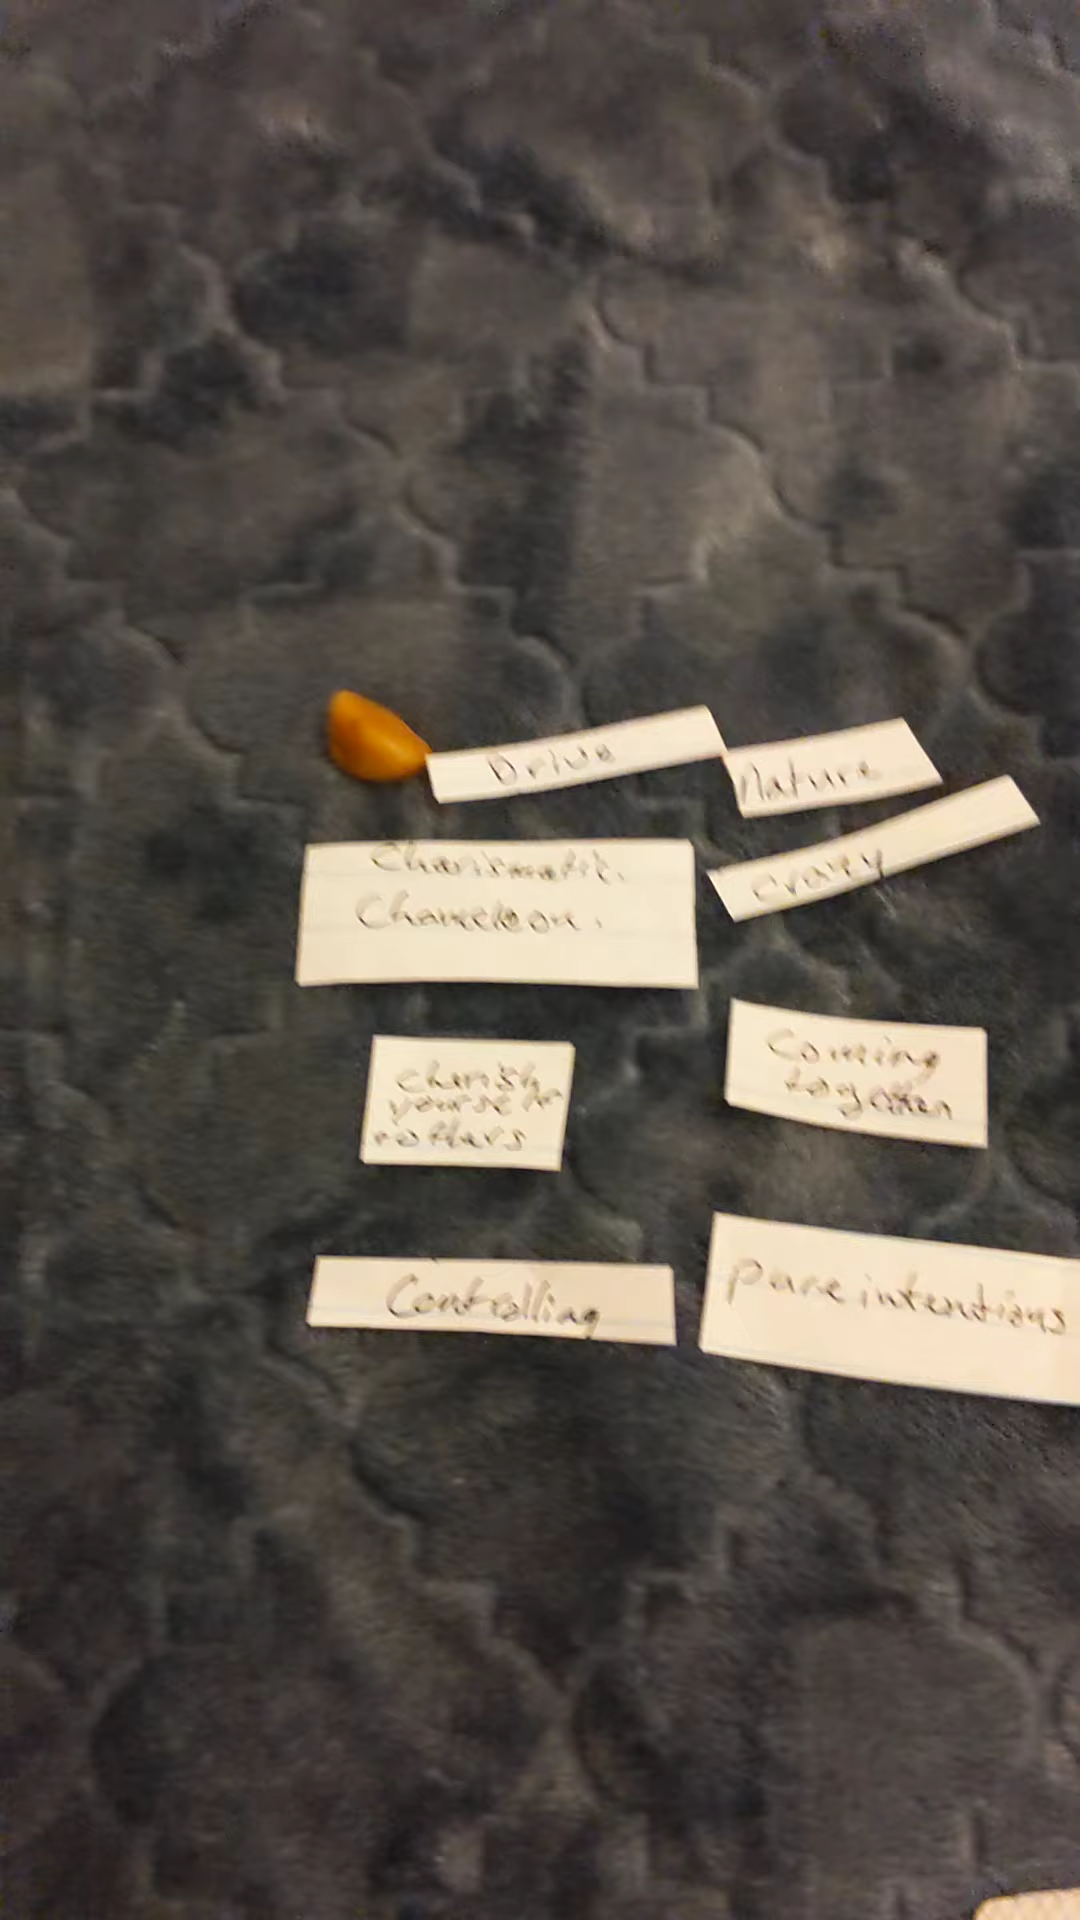 Drive
Nature
Charismatic.
Chameleon.
crazy
cherish
yourself
others
Coming
together
Controlling
pure intentions